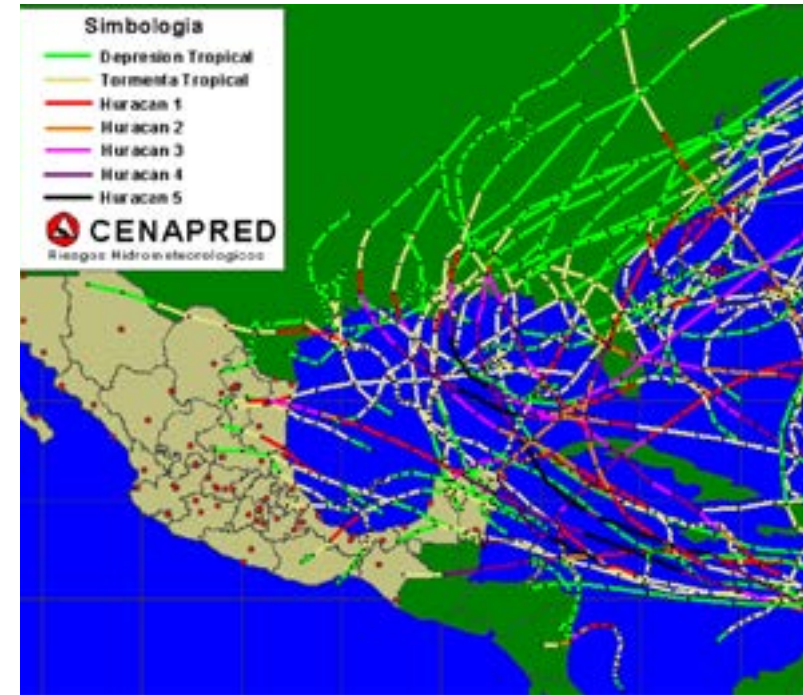 Simbologia
Depresion Tropical
Tormenta Tropical
Huracan 1
Huracan 2
Huracan 3
Huracan 4
Huracan 5
CENAPRED
Riesgos Hidrometeorologicos